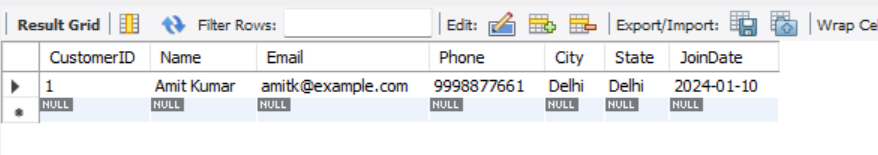 Result Grid Filter Rows: Edit: Export/Import: Wrap Ce
CustomerID Name Email Phone City State JoinDate
1 Amit Kumar amitk@example.com 9998877661 Delhi Delhi 2024-01-10
NULL NULL NULL NULL NULL NULL NULL